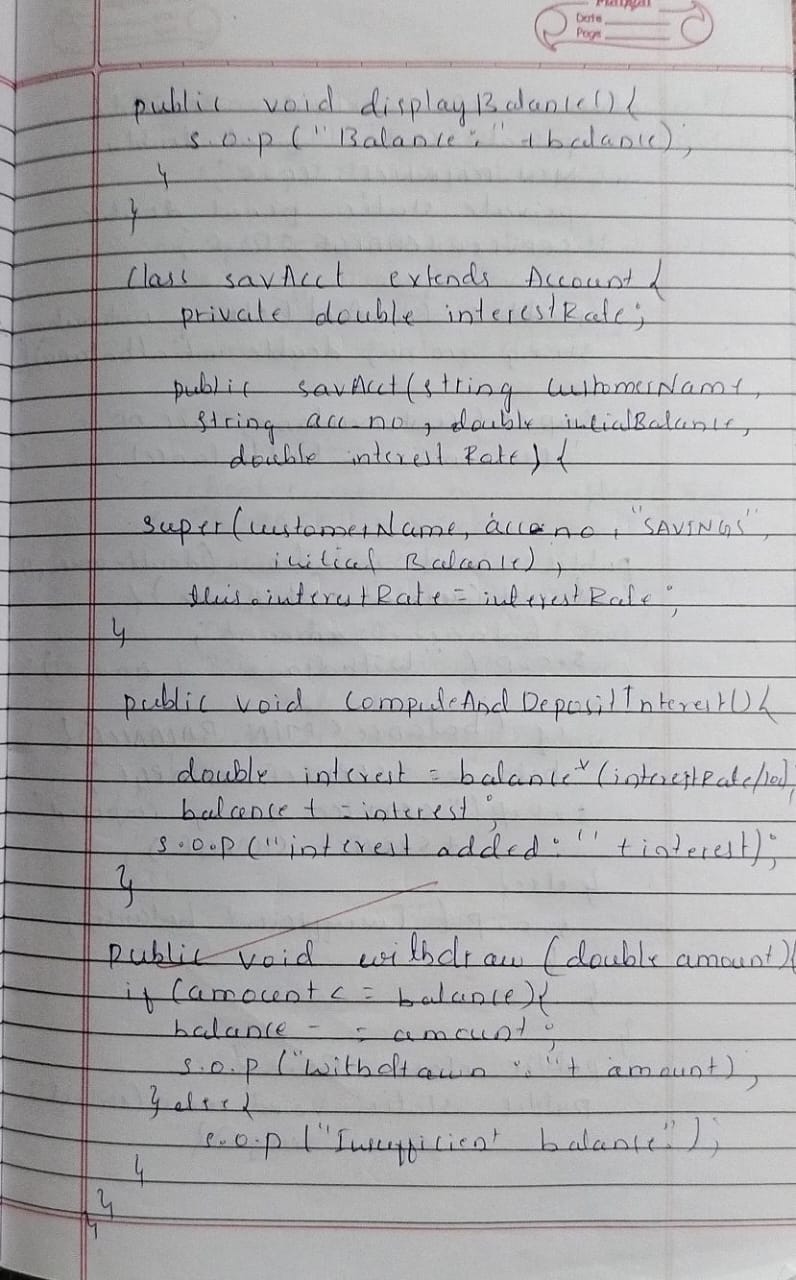 Date
Page
public void displayBalance() {
s.o.p ("Balance: " + balance);
}
}
Class savAcct extends Account {
private double interestRate;
public savAcct (string customerName,
string acc-no, double intialBalance,
double interest Rate) {
super (customerName, acc-no, "SAVINGS",
initial Balance);
this.interestRate = interestRate;
}
public void ComputeAndDepositInterest() {
double interest = balance * (interestRate/100);
balance + = interest;
s.o.p ("interest added: " + interest);
}
public void withdraw (double amount) {
if (amount < = balance) {
balance - = amount;
s.o.p ("withdrawn : "+ amount);
} else {
s.o.p ("Insufficient balance");
}
}
}